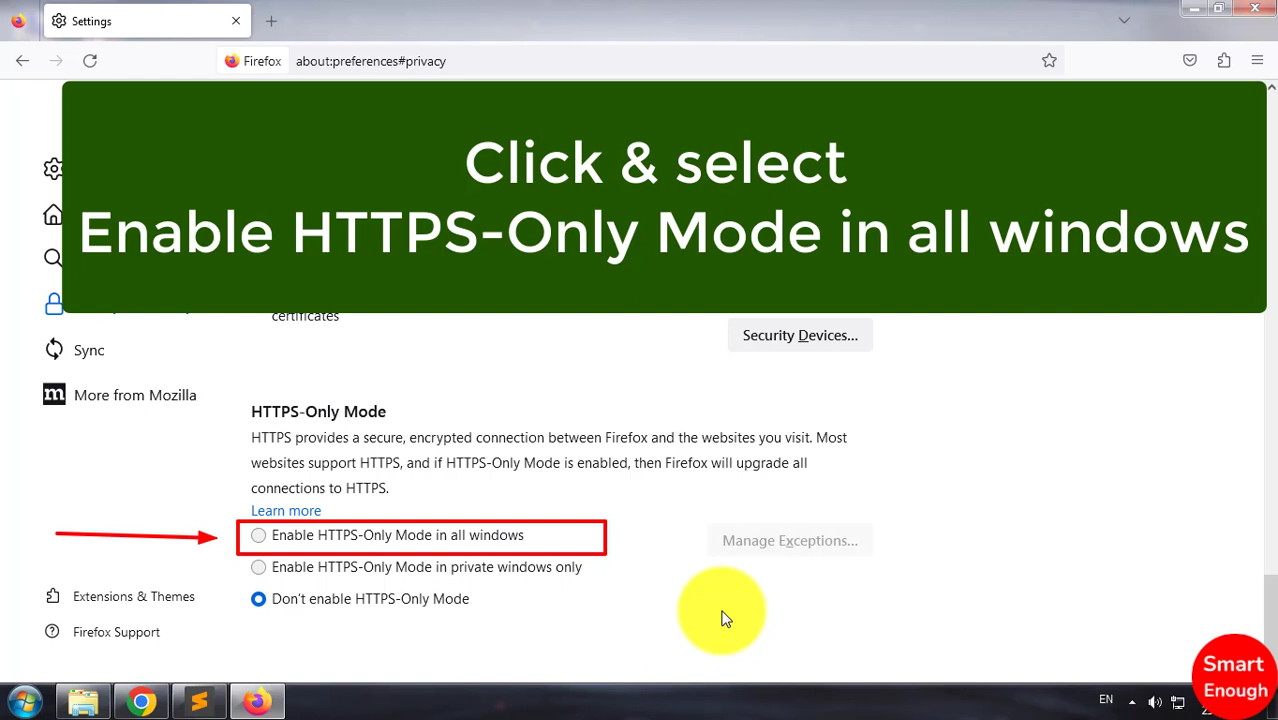 Settings
Firefox
about:preferences#privacy
Click & select
Enable HTTPS-Only Mode in all windows
certificates
Security Devices...
Sync
More from Mozilla
HTTPS-Only Mode
HTTPS provides a secure, encrypted connection between Firefox and the websites you visit. Most
websites support HTTPS, and if HTTPS-Only Mode is enabled, then Firefox will upgrade all
connections to HTTPS.
Learn more
Enable HTTPS-Only Mode in all windows
Manage Exceptions...
Enable HTTPS-Only Mode in private windows only
Don't enable HTTPS-Only Mode
Extensions & Themes
Firefox Support
EN
Smart
Enough